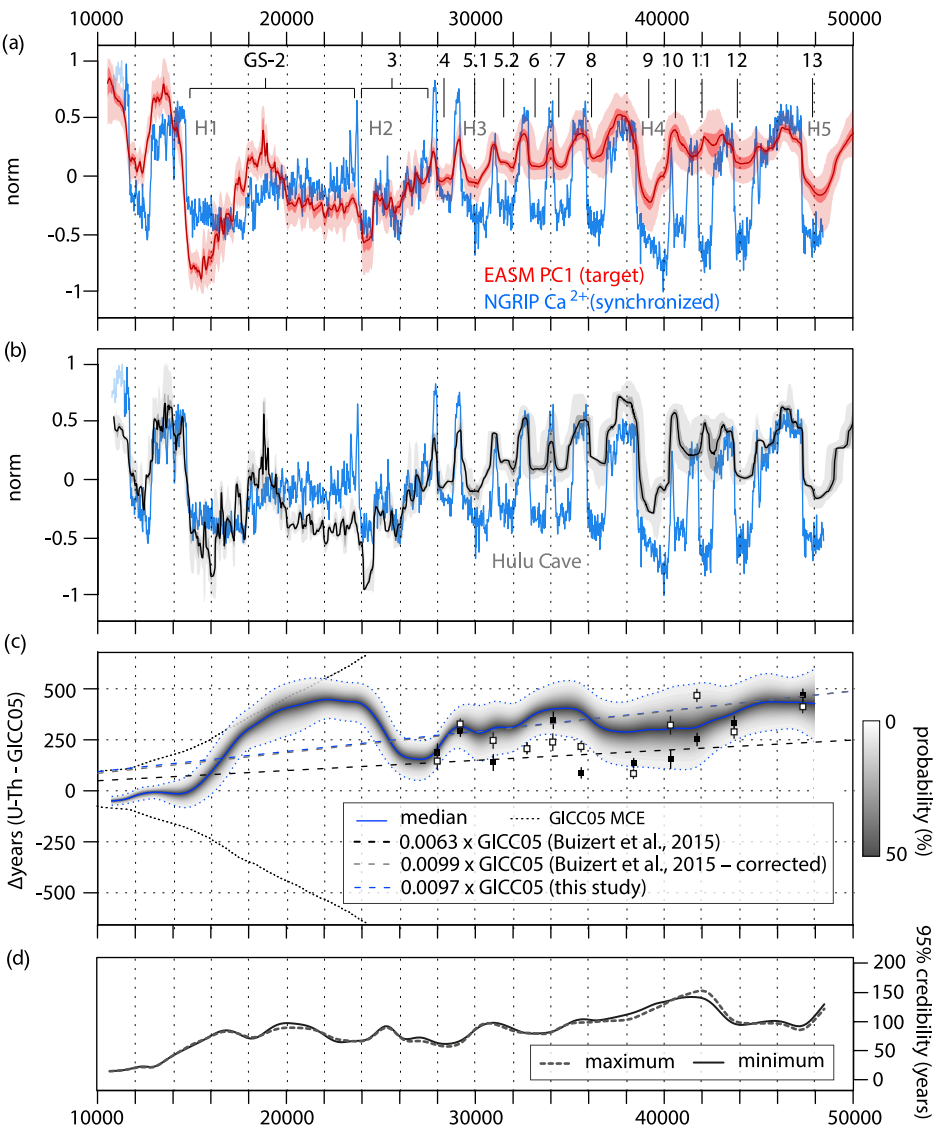 10000 20000 30000 40000 50000
(a)
GS-2 3 4 5.1 5.2 6 7 8 9 10 11 12 13
1
0.5
0
-0.5
-1
norm
H1 H2 H3 H4 H5
EASM PC1 (target)
NGRIP Ca 2+ (synchronized)
(b)
1
0.5
0
-0.5
-1
norm
Hulu Cave
(c)
500
250
0
-250
-500
Δyears (U-Th - GICC05)
median GICC05 MCE
0.0063 x GICC05 (Buizert et al., 2015)
0.0099 x GICC05 (Buizert et al., 2015 – corrected)
0.0097 x GICC05 (this study)
0
50
probability (%)
(d)
200
150
100
50
0
95% credibility (years)
maximum minimum
10000 20000 30000 40000 50000